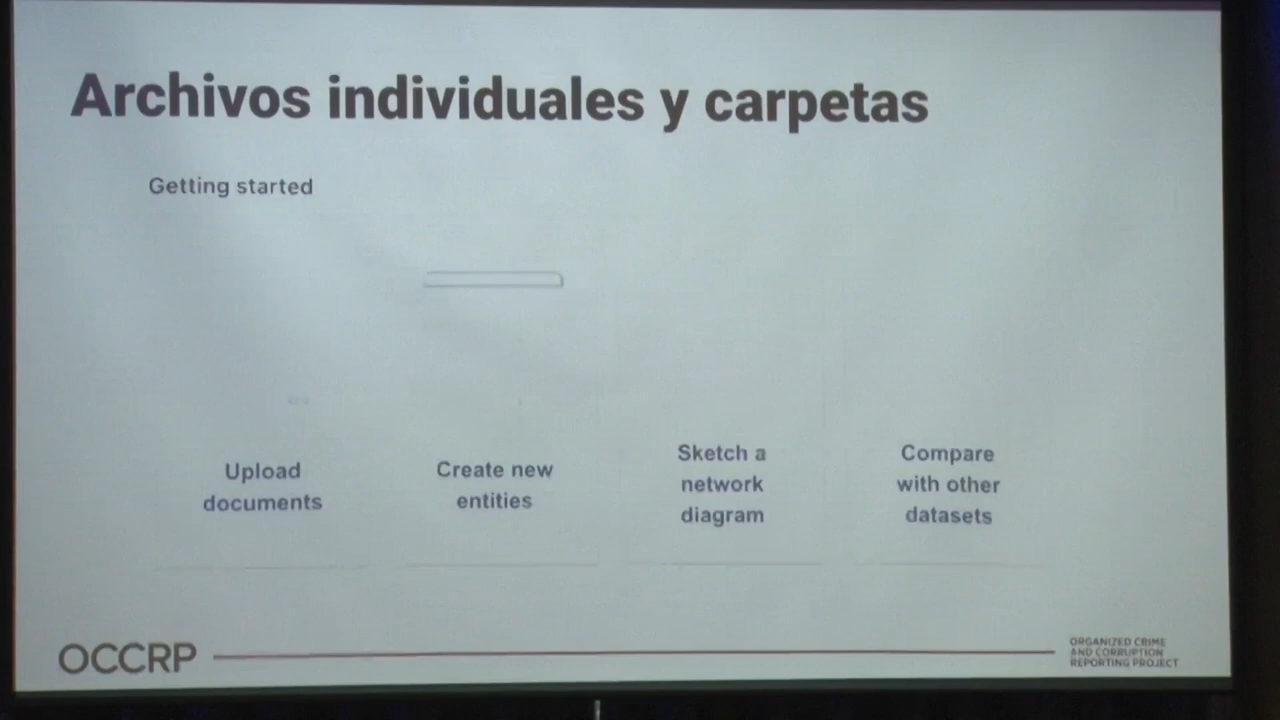 Archivos individuales y carpetas
Getting started
Upload
documents
Create new
entities
Sketch a
network
diagram
Compare
with other
datasets
OCCRP
ORGANIZED CRIME
AND CORRUPTION
REPORTING PROJECT